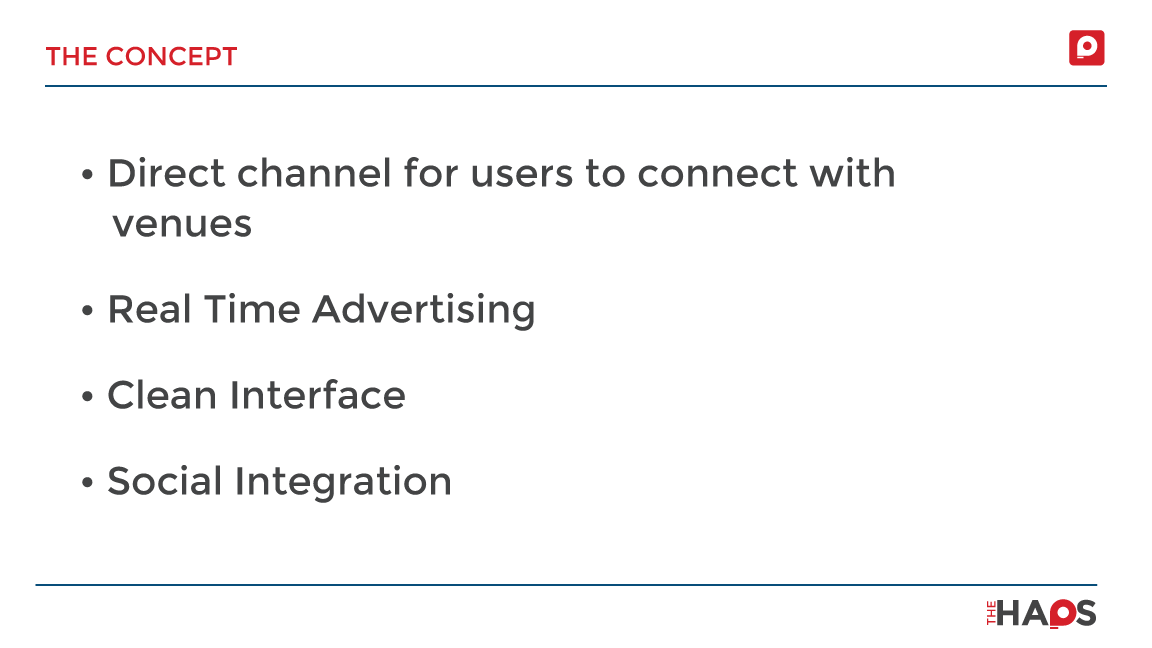 THE CONCEPT
• Direct channel for users to connect with
venues
• Real Time Advertising
• Clean Interface
• Social Integration
THE HAPS